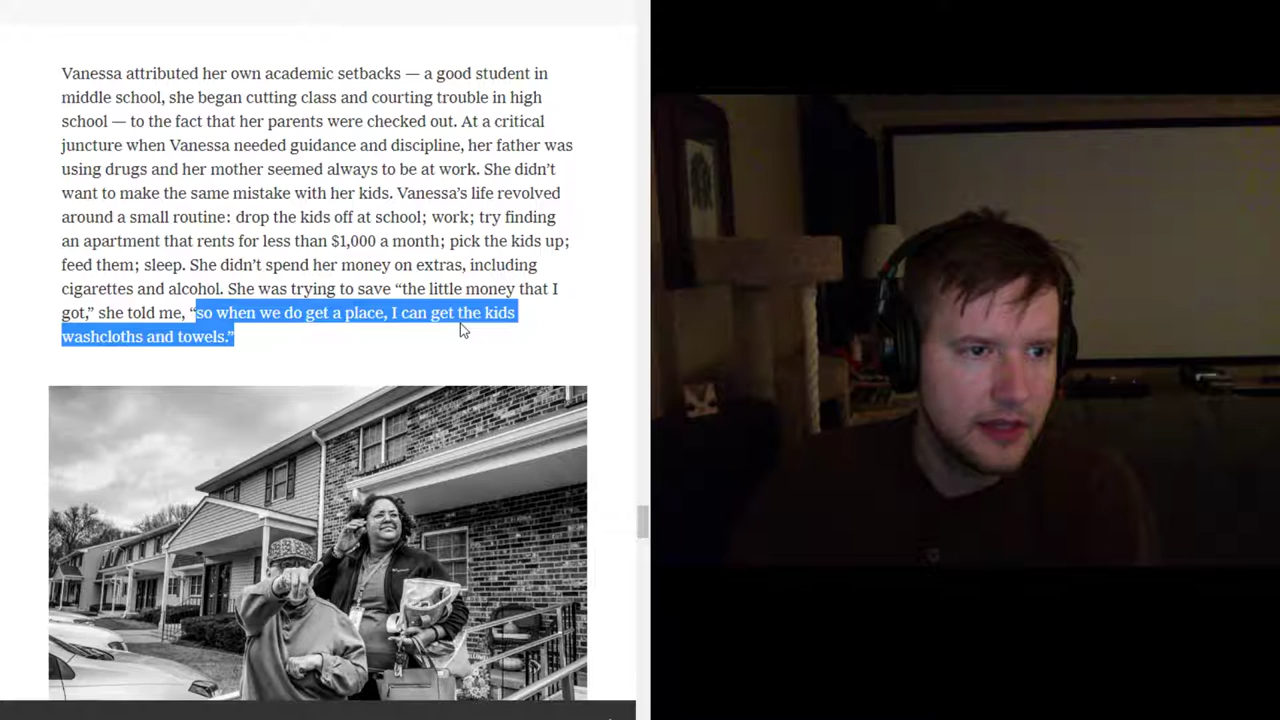 Vanessa attributed her own academic setbacks — a good student in
middle school, she began cutting class and courting trouble in high
school — to the fact that her parents were checked out. At a critical
juncture when Vanessa needed guidance and discipline, her father was
using drugs and her mother seemed always to be at work. She didn’t
want to make the same mistake with her kids. Vanessa’s life revolved
around a small routine: drop the kids off at school; work; try finding
an apartment that rents for less than $1,000 a month; pick the kids up;
feed them; sleep. She didn’t spend her money on extras, including
cigarettes and alcohol. She was trying to save “the little money that I
got,” she told me, “so when we do get a place, I can get the kids
washcloths and towels.”